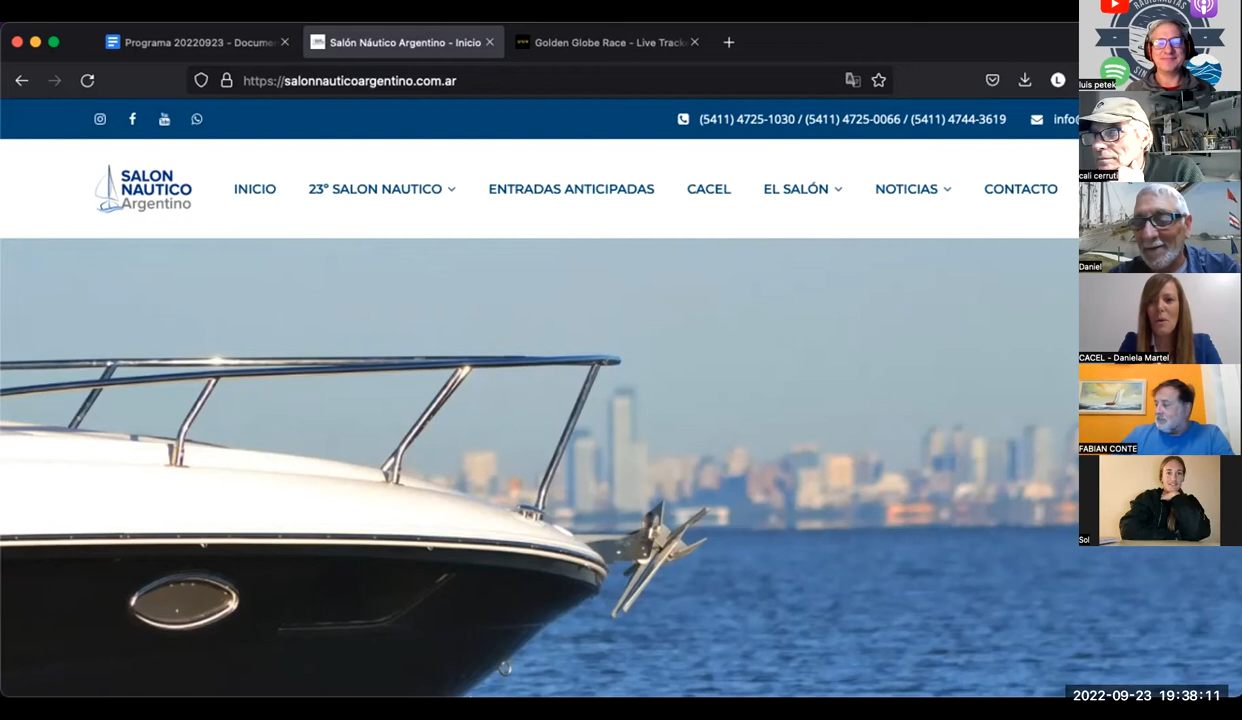 Programa 20220923 - Docume
Salón Náutico Argentino - Inicio
Golden Globe Race - Live Track
https://salonnauticoargentino.com.ar
L
(5411) 4725-1030 / (5411) 4725-0066 / (5411) 4744-3619
info@
SALON
NAUTICO
Argentino
INICIO
23º SALON NAUTICO
ENTRADAS ANTICIPADAS
CACEL
EL SALÓN
NOTICIAS
CONTACTO
luis petek
cali cerruti
Daniel
CACEL - Daniela Martel
FABIAN CONTE
Sol
2022-09-23 19:38:11